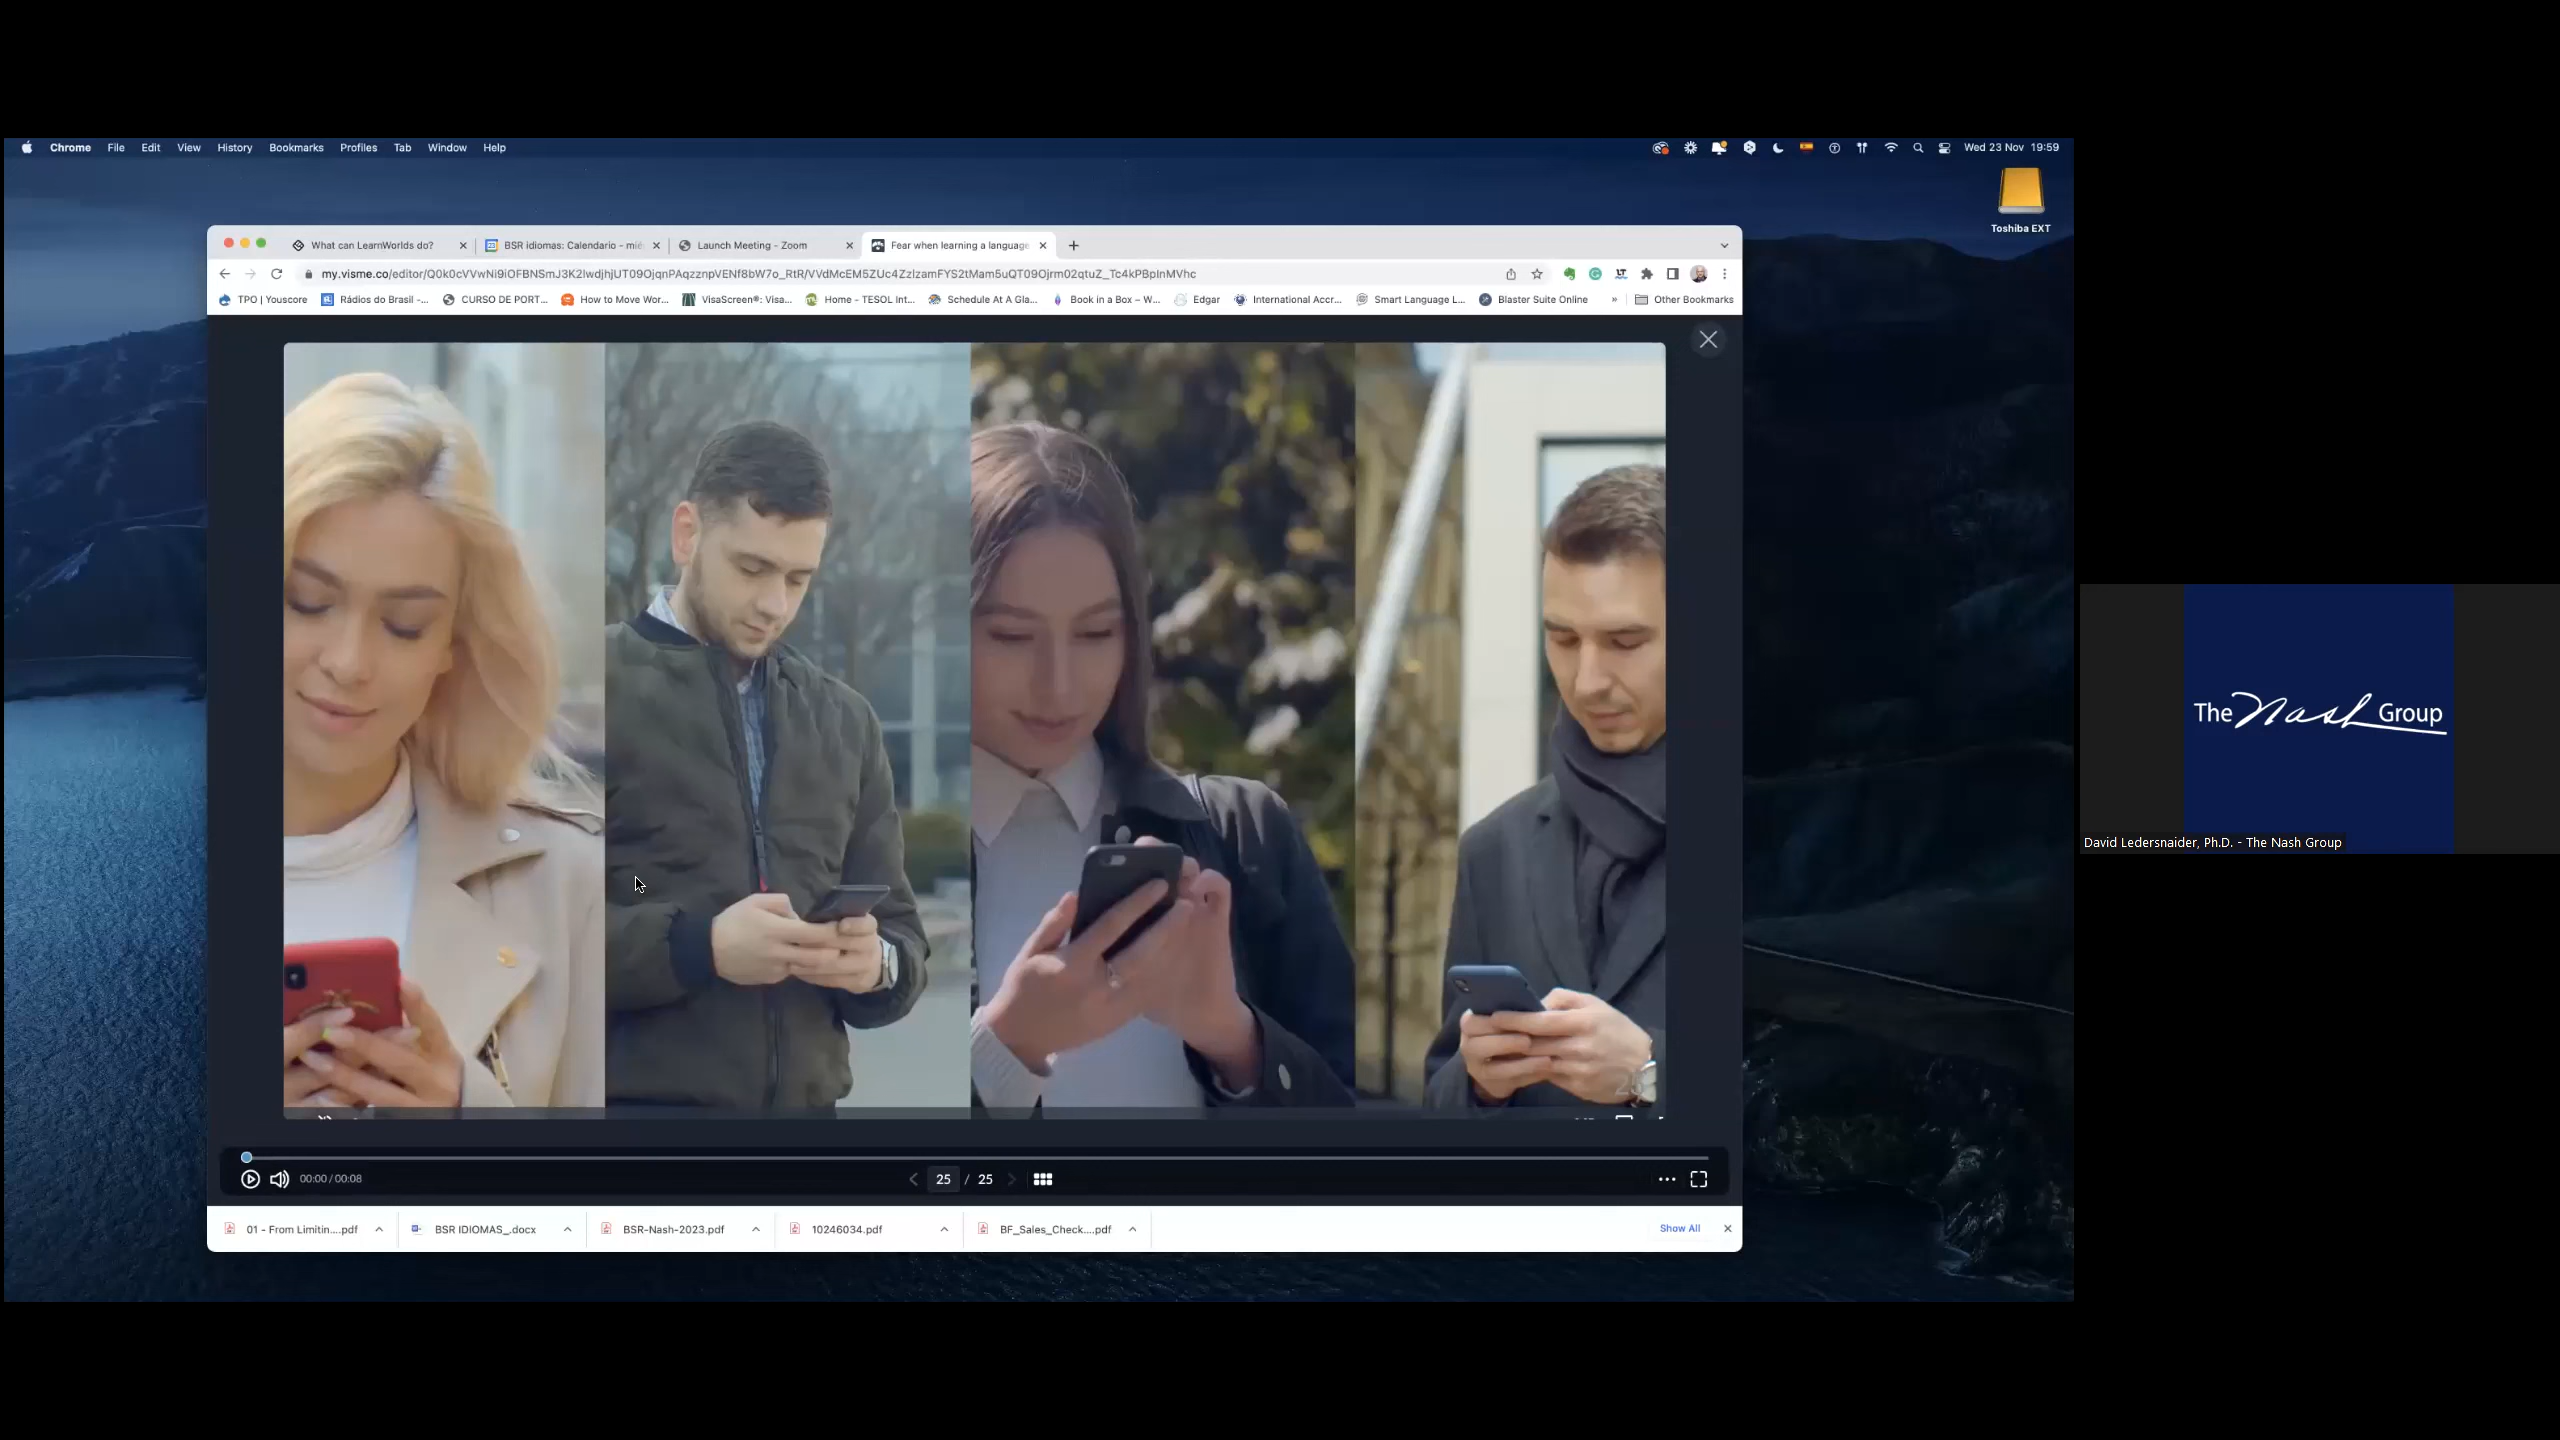 Chrome File Edit View History Bookmarks Profiles Tab Window Help
Wed 23 Nov 19:59
Toshiba EXT
What can LearnWorlds do?
BSR idiomas: Calendario - mié
Launch Meeting - Zoom
Fear when learning a language
my.visme.co/editor/Q0k0cVVwNi9iOFBNSmJ3K2lwdjhjUT09OjqnPAqzznpVENf8bW7o_RtR/VVdMcEM5ZUc4ZzIzamFYS2tMam5uQT09Ojrm02qtuZ_Tc4kPBpInMVhc
TPO | Youscore
Rádios do Brasil -...
CURSO DE PORT...
How to Move Wor...
VisaScreen®: Visa...
Home - TESOL Int...
Schedule At A Gla...
Book in a Box – W...
Edgar
International Accr...
Smart Language L...
Blaster Suite Online
»
Other Bookmarks
The Nash Group
David Ledersnaider, Ph.D. - The Nash Group
00:00 / 00:08
25 / 25
01 - From Limitin....pdf
BSR IDIOMAS_.docx
BSR-Nash-2023.pdf
10246034.pdf
BF_Sales_Check....pdf
Show All